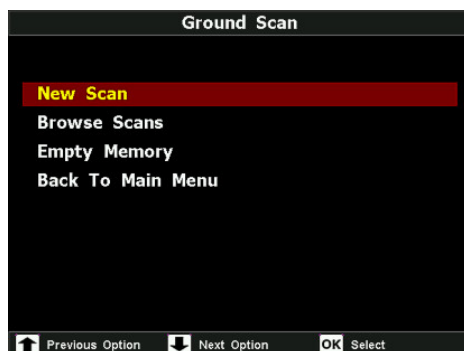 Ground Scan
New Scan
Browse Scans
Empty Memory
Back To Main Menu
Previous Option Next Option OK Select